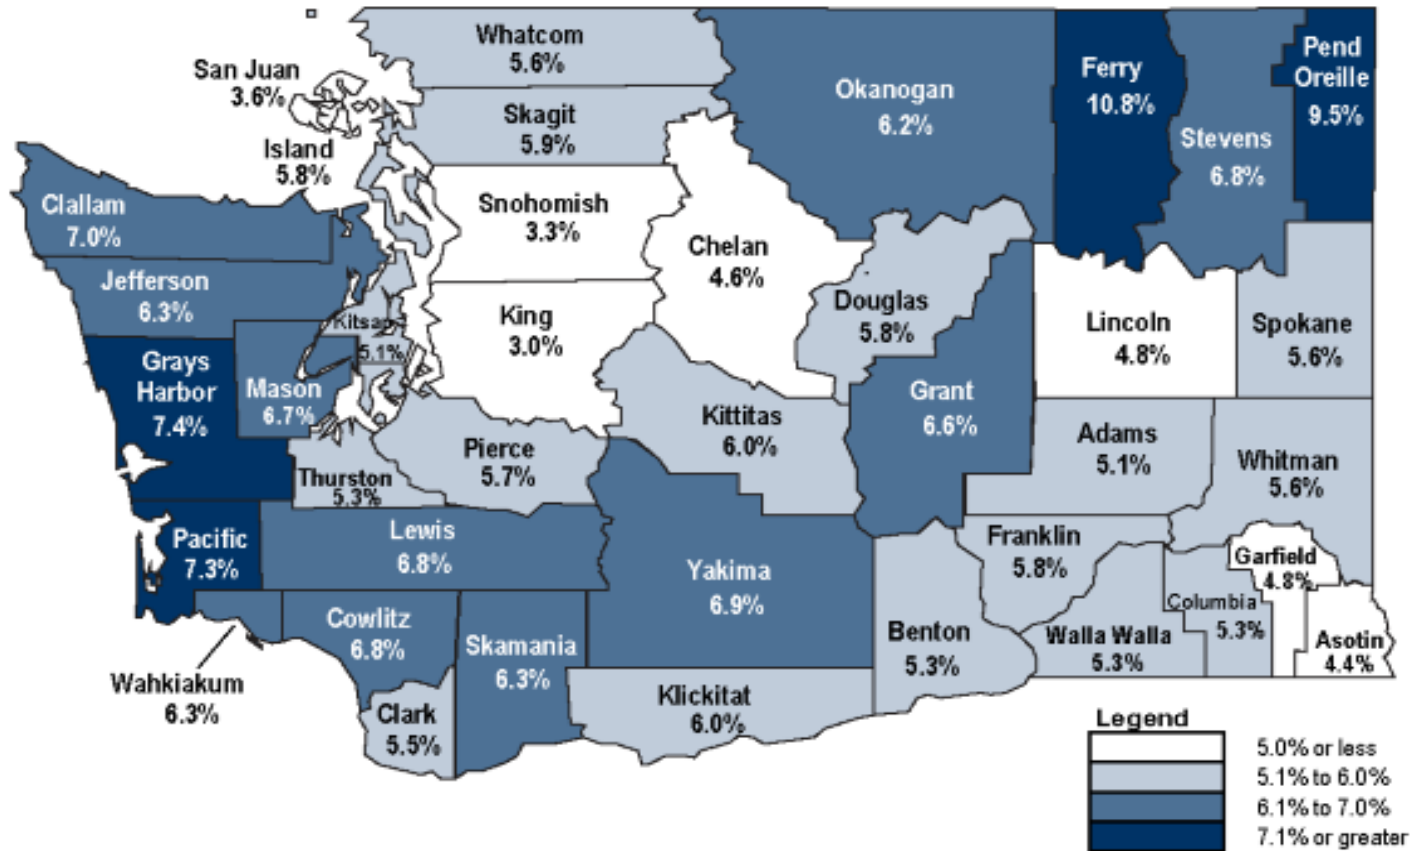 Whatcom
5.6%
San Juan
3.6%
Skagit
5.9%
Island
5.8%
Okanogan
6.2%
Ferry
10.8%
Stevens
6.8%
Pend
Oreille
9.5%
Clallam
7.0%
Jefferson
6.3%
Snohomish
3.3%
Chelan
4.6%
Douglas
5.8%
King
3.0%
Kitsap
5.1%
Lincoln
4.8%
Spokane
5.6%
Grays
Harbor
7.4%
Mason
6.7%
Grant
6.6%
Kittitas
6.0%
Pierce
5.7%
Thurston
5.3%
Adams
5.1%
Whitman
5.6%
Pacific
7.3%
Lewis
6.8%
Yakima
6.9%
Franklin
5.8%
Garfield
4.8%
Columbia
5.3%
Cowlitz
6.8%
Skamania
6.3%
Benton
5.3%
Walla Walla
5.3%
Asotin
4.4%
Wahkiakum
6.3%
Clark
5.5%
Klickitat
6.0%
Legend
5.0% or less
5.1% to 6.0%
6.1% to 7.0%
7.1% or greater